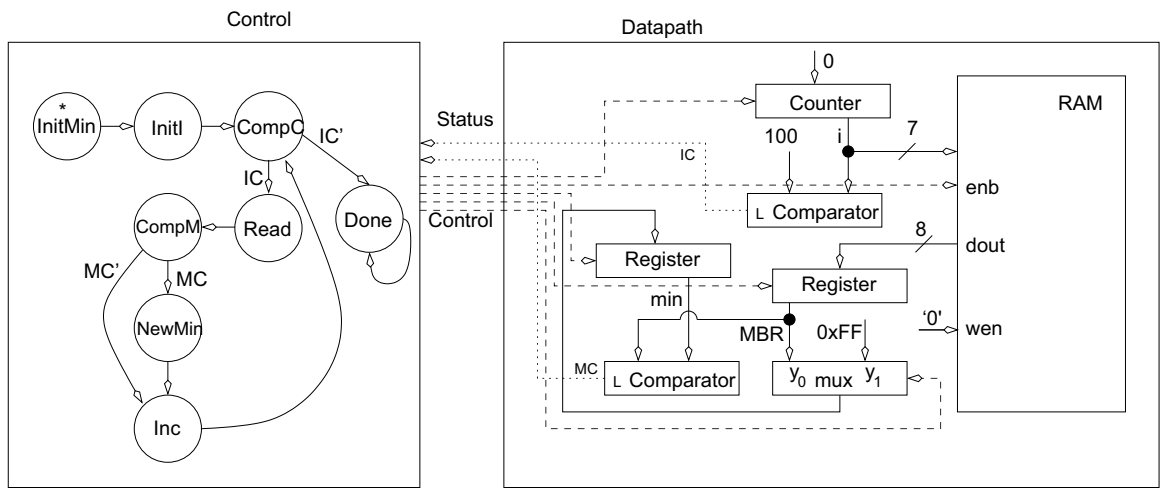 Control
Datapath
*
InitMin
InitI
CompC
IC'
IC
CompM
Read
Done
MC'
MC
NewMin
Inc
Status
Control
0
Counter
RAM
100
i
7
IC
enb
L Comparator
8
dout
Register
Register
min
MBR
0xFF
'0'
wen
MC
L Comparator
y0 mux y1